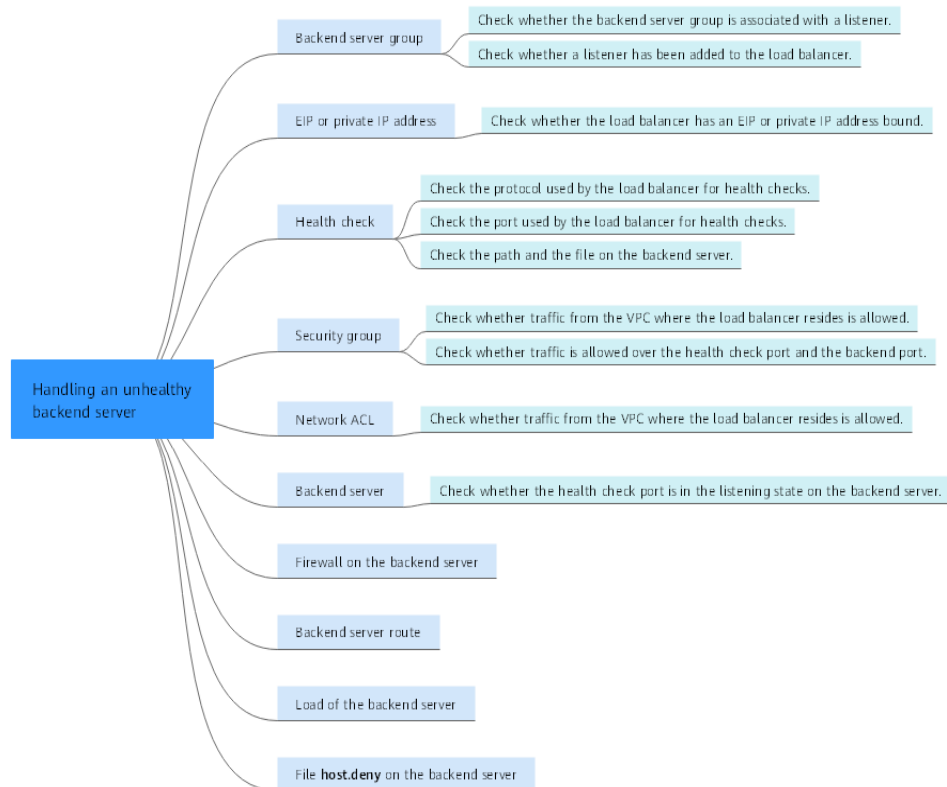 Handling an unhealthy
backend server
Backend server group
Check whether the backend server group is associated with a listener.
Check whether a listener has been added to the load balancer.
EIP or private IP address
Check whether the load balancer has an EIP or private IP address bound.
Health check
Check the protocol used by the load balancer for health checks.
Check the port used by the load balancer for health checks.
Check the path and the file on the backend server.
Security group
Check whether traffic from the VPC where the load balancer resides is allowed.
Check whether traffic is allowed over the health check port and the backend port.
Network ACL
Check whether traffic from the VPC where the load balancer resides is allowed.
Backend server
Check whether the health check port is in the listening state on the backend server.
Firewall on the backend server
Backend server route
Load of the backend server
File host.deny on the backend server